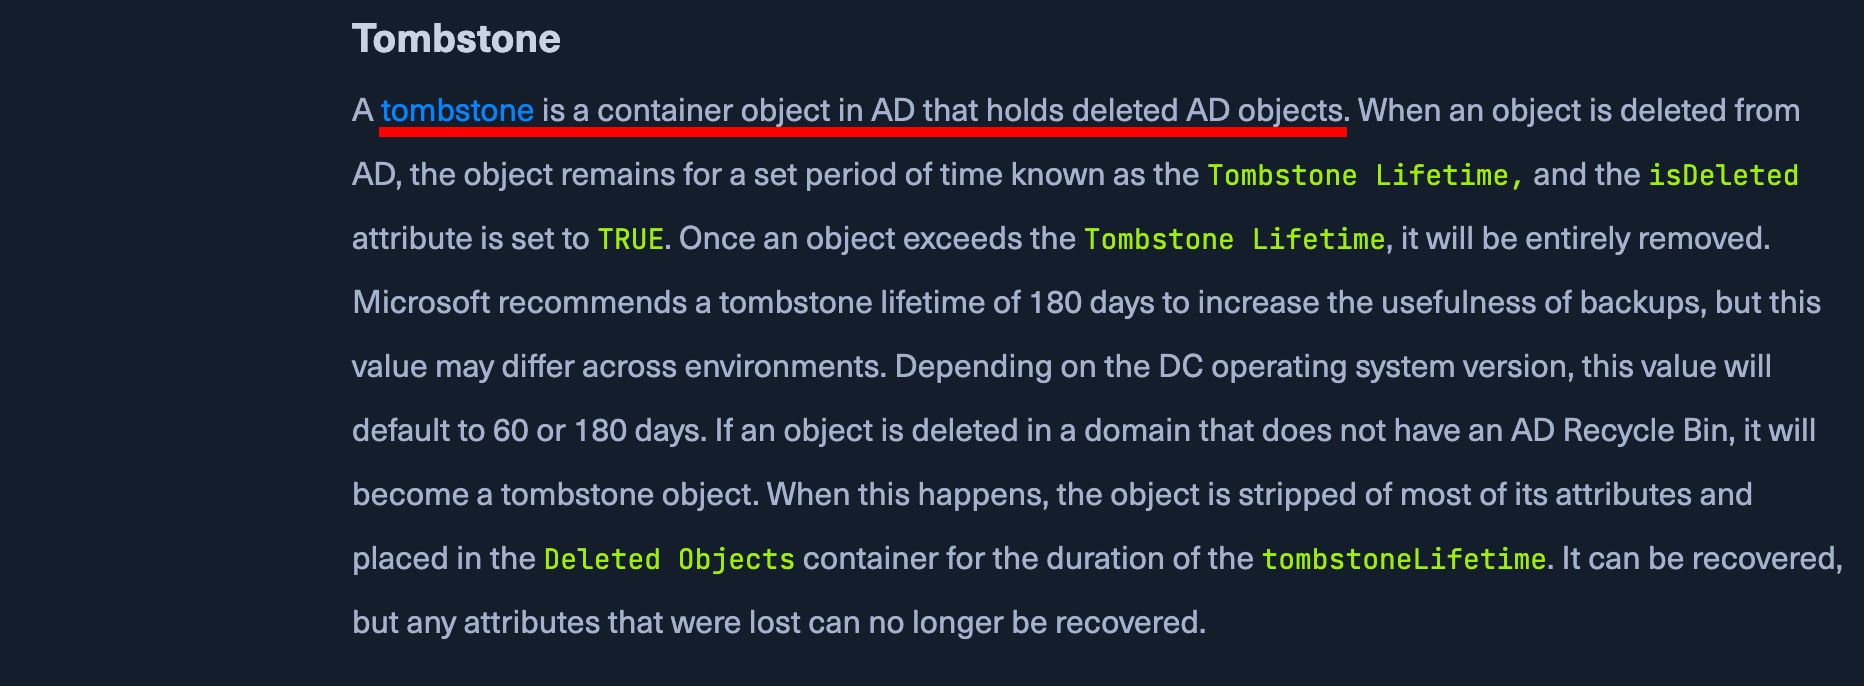 Tombstone
A tombstone is a container object in AD that holds deleted AD objects. When an object is deleted from
AD, the object remains for a set period of time known as the Tombstone Lifetime, and the isDeleted
attribute is set to TRUE. Once an object exceeds the Tombstone Lifetime, it will be entirely removed.
Microsoft recommends a tombstone lifetime of 180 days to increase the usefulness of backups, but this
value may differ across environments. Depending on the DC operating system version, this value will
default to 60 or 180 days. If an object is deleted in a domain that does not have an AD Recycle Bin, it will
become a tombstone object. When this happens, the object is stripped of most of its attributes and
placed in the Deleted Objects container for the duration of the tombstoneLifetime. It can be recovered,
but any attributes that were lost can no longer be recovered.